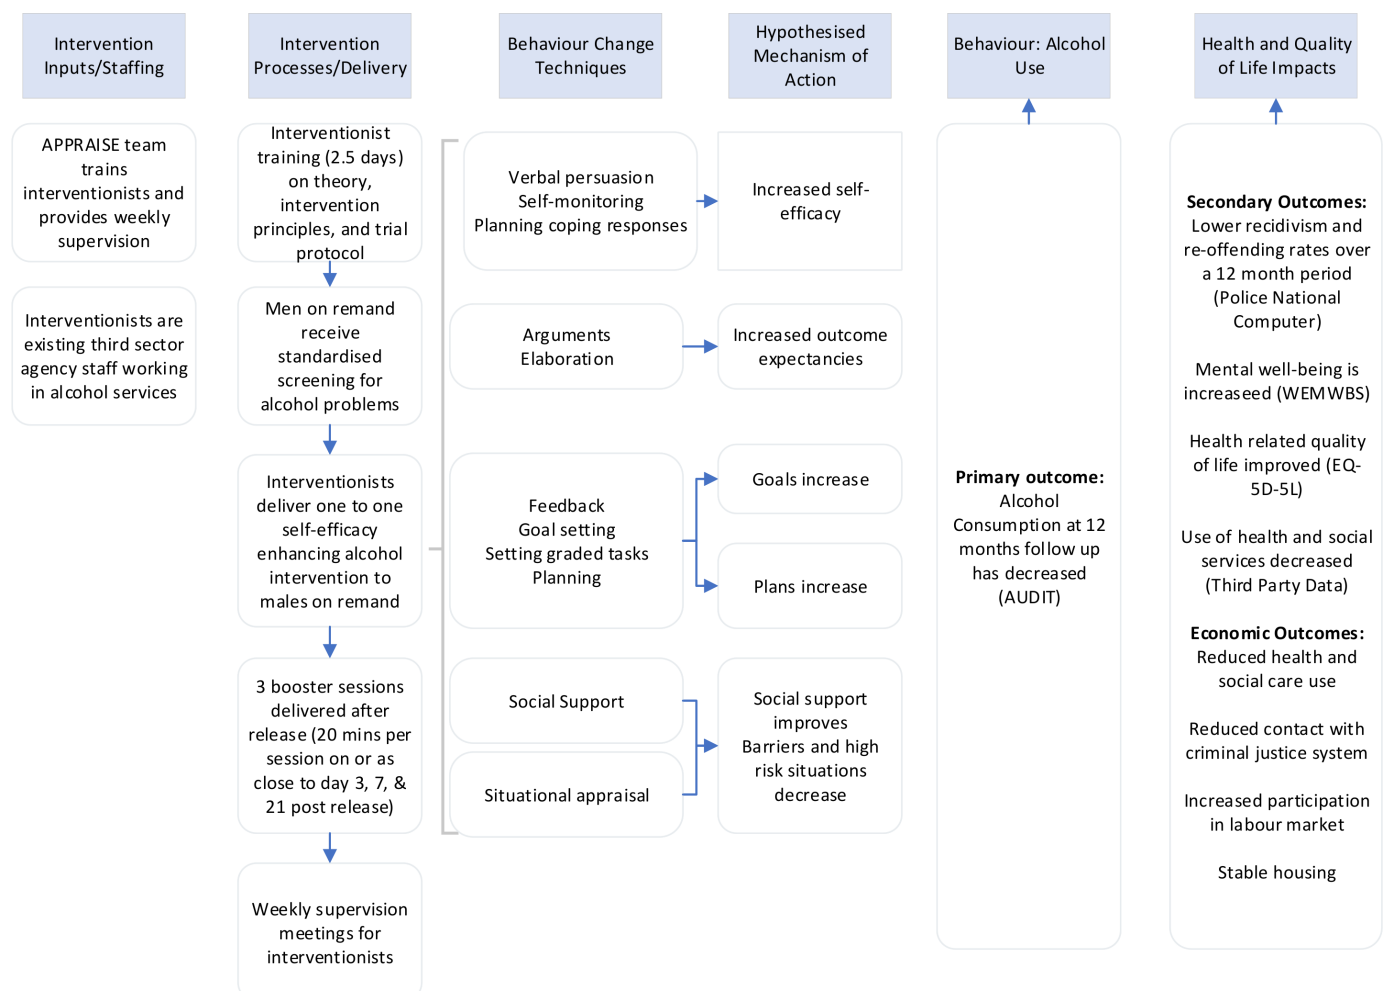 Intervention
Inputs/Staffing
APPRAISE team
trains
interventionists and
provides weekly
supervision
Interventionists are
existing third sector
agency staff working
in alcohol services
Intervention
Processes/Delivery
Interventionist
training (2.5 days)
on theory,
intervention
principles, and trial
protocol
Men on remand
receive
standardised
screening for
alcohol problems
Interventionists
deliver one to one
self-efficacy
enhancing alcohol
intervention to
males on remand
3 booster sessions
delivered after
release (20 mins per
session on or as
close to day 3, 7, &
21 post release)
Weekly supervision
meetings for
interventionists
Behaviour Change
Techniques
Verbal persuasion
Self-monitoring
Planning coping responses
Arguments
Elaboration
Feedback
Goal setting
Setting graded tasks
Planning
Social Support
Situational appraisal
Hypothesised
Mechanism of
Action
Increased self-
efficacy
Increased outcome
expectancies
Goals increase
Plans increase
Social support
improves
Barriers and high
risk situations
decrease
Behaviour: Alcohol
Use
Primary outcome:
Alcohol
Consumption at 12
months follow up
has decreased
(AUDIT)
Health and Quality
of Life Impacts
Secondary Outcomes:
Lower recidivism and
re-offending rates over
a 12 month period
(Police National
Computer)
Mental well-being is
increaseed (WEMWBS)
Health related quality
of life improved (EQ-
5D-5L)
Use of health and social
services decreased
(Third Party Data)
Economic Outcomes:
Reduced health and
social care use
Reduced contact with
criminal justice system
Increased participation
in labour market
Stable housing